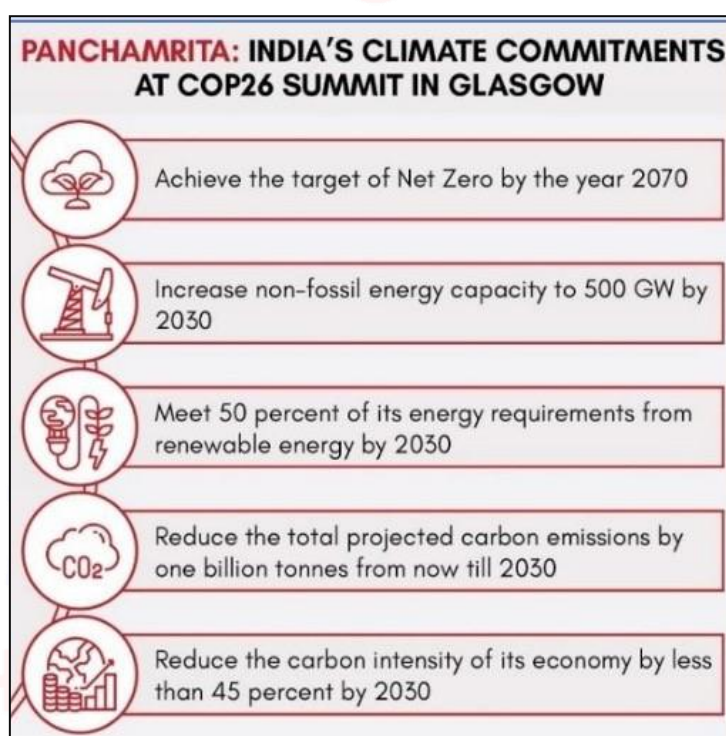 PANCHAMRITA: INDIA'S CLIMATE COMMITMENTS
AT COP26 SUMMIT IN GLASGOW
Achieve the target of Net Zero by the year 2070
Increase non-fossil energy capacity to 500 GW by
2030
Meet 50 percent of its energy requirements from
renewable energy by 2030
CO2
Reduce the total projected carbon emissions by
one billion tonnes from now till 2030
Reduce the carbon intensity of its economy by less
than 45 percent by 2030